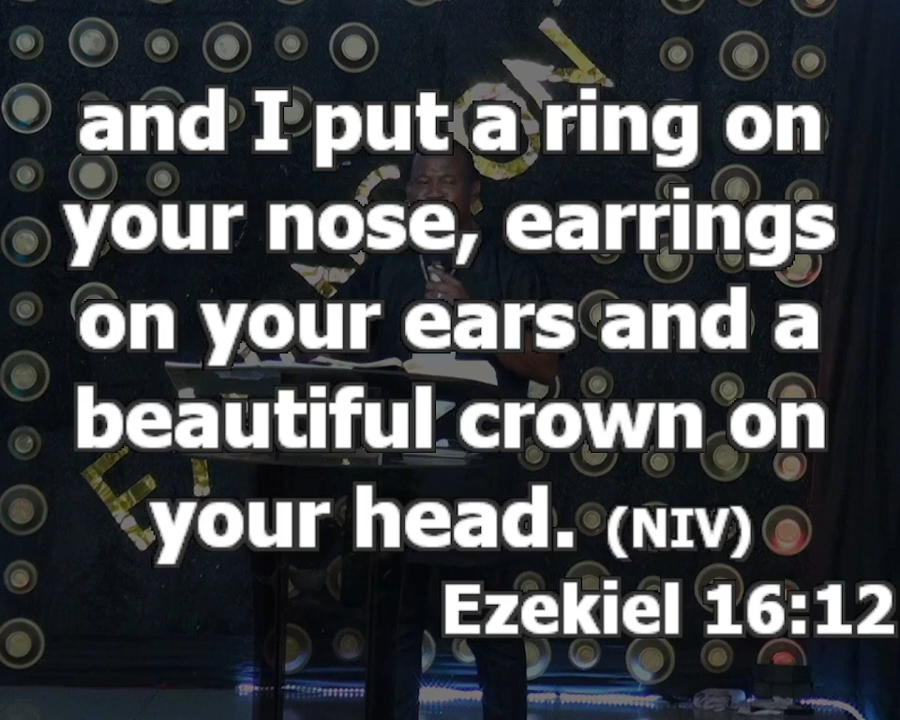 and I put a ring on
your nose, earrings
on your ears and a
beautiful crown on
your head. (NIV)
Ezekiel 16:12